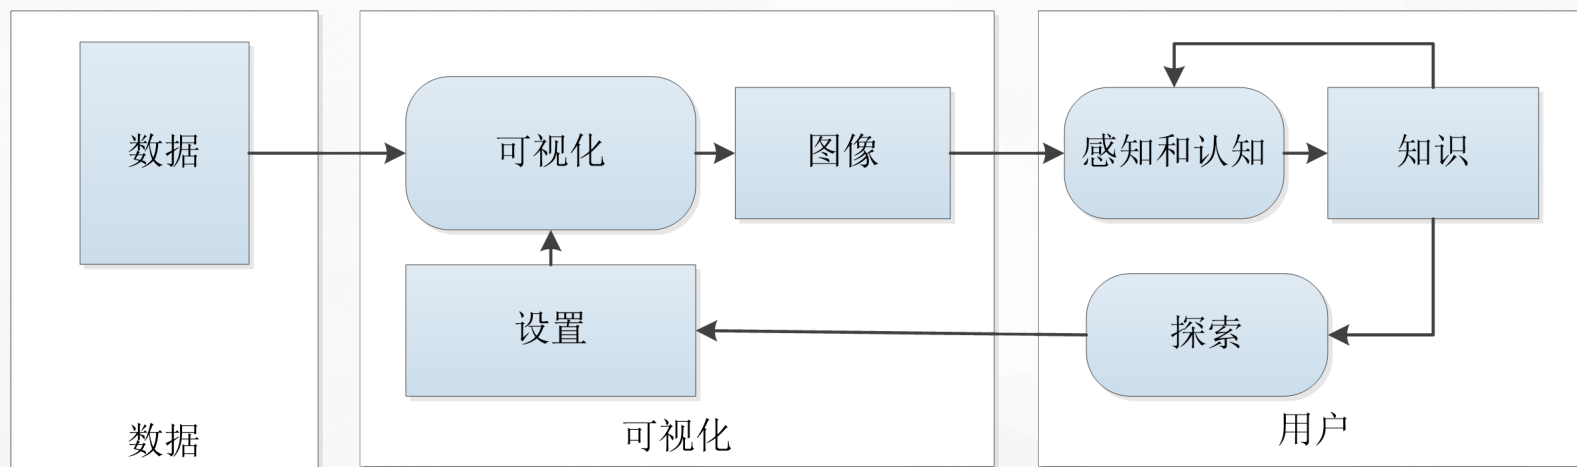 数据
可视化
图像
感知和认知
知识
设置
探索
数据
可视化
用户